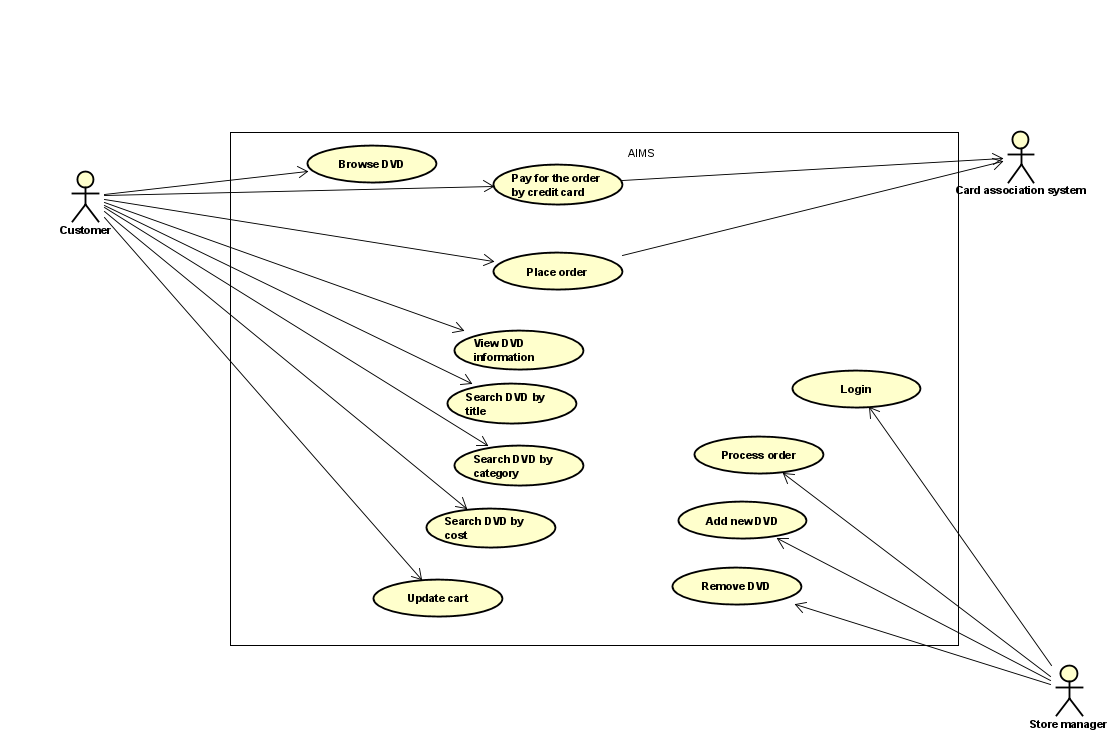 AIMS
Browse DVD
Pay for the order
by credit card
Card association system
Customer
Place order
View DVD
information
Search DVD by
title
Login
Search DVD by
category
Process order
Search DVD by
cost
Add new DVD
Remove DVD
Update cart
Store manager